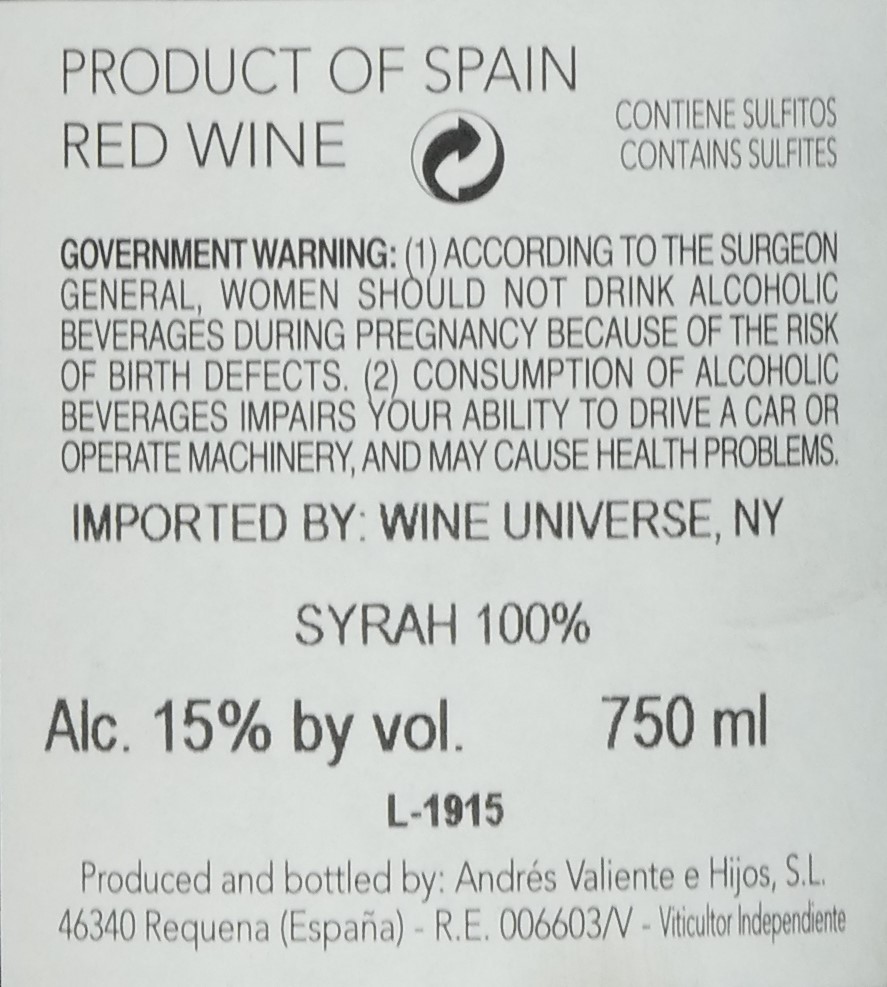 PRODUCT OF SPAIN
RED WINE
CONTIENE SULFITOS
CONTAINS SULFITES
GOVERNMENT WARNING: (1) ACCORDING TO THE SURGEON
GENERAL, WOMEN SHOULD NOT DRINK ALCOHOLIC
BEVERAGES DURING PREGNANCY BECAUSE OF THE RISK
OF BIRTH DEFECTS. (2) CONSUMPTION OF ALCOHOLIC
BEVERAGES IMPAIRS YOUR ABILITY TO DRIVE A CAR OR
OPERATE MACHINERY, AND MAY CAUSE HEALTH PROBLEMS.
IMPORTED BY: WINE UNIVERSE, NY
SYRAH 100%
Alc. 15% by vol. 750 ml
L-1915
Produced and bottled by: Andrés Valiente e Hijos, S.L.
46340 Requena (España) - R.E. 006603/V - Viticultor Independiente